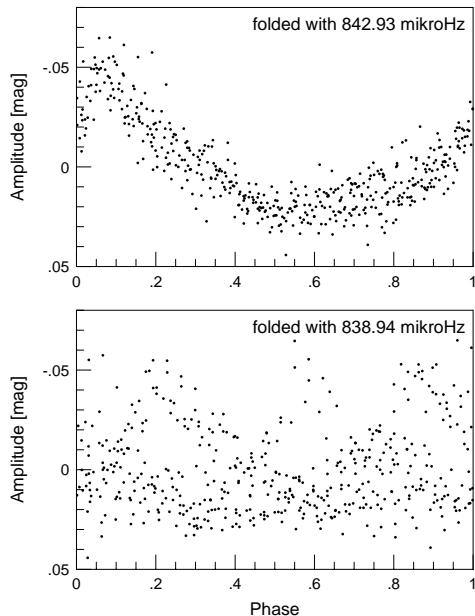 folded with 842.93 mikroHz
Amplitude [mag]
-.05
0
.05
0 .2 .4 .6 .8 1
folded with 838.94 mikroHz
Amplitude [mag]
-.05
0
.05
0 .2 .4 .6 .8 1
Phase